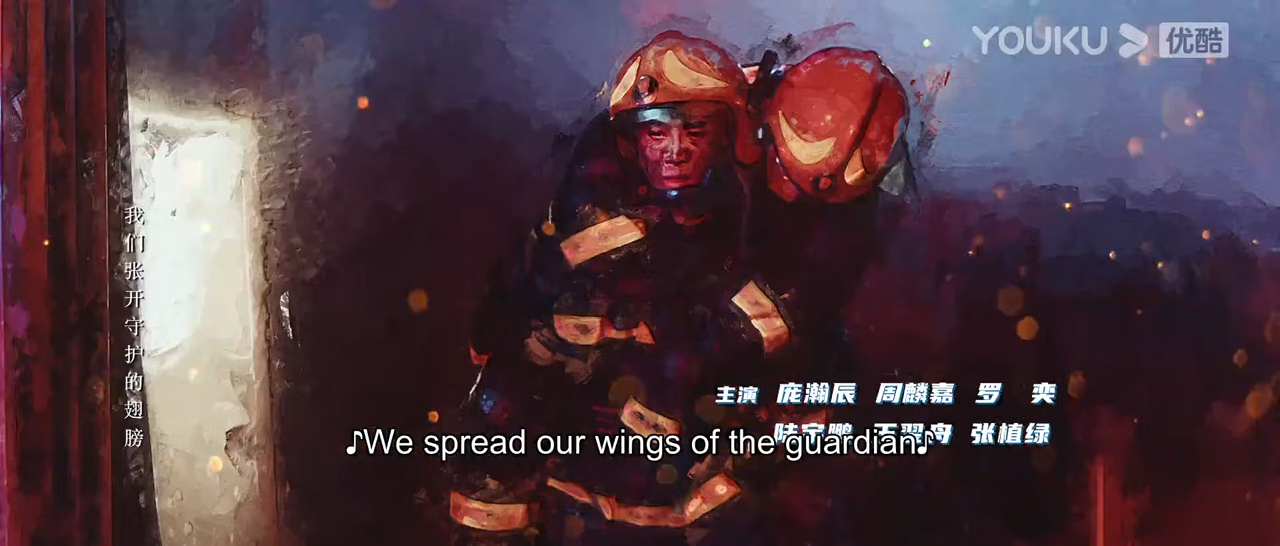 YOUKU 优酷
我们张开守护的翅膀
主演 庞瀚辰 周麟嘉 罗 奕
张植绿
♪We spread our wings of the guardian♪